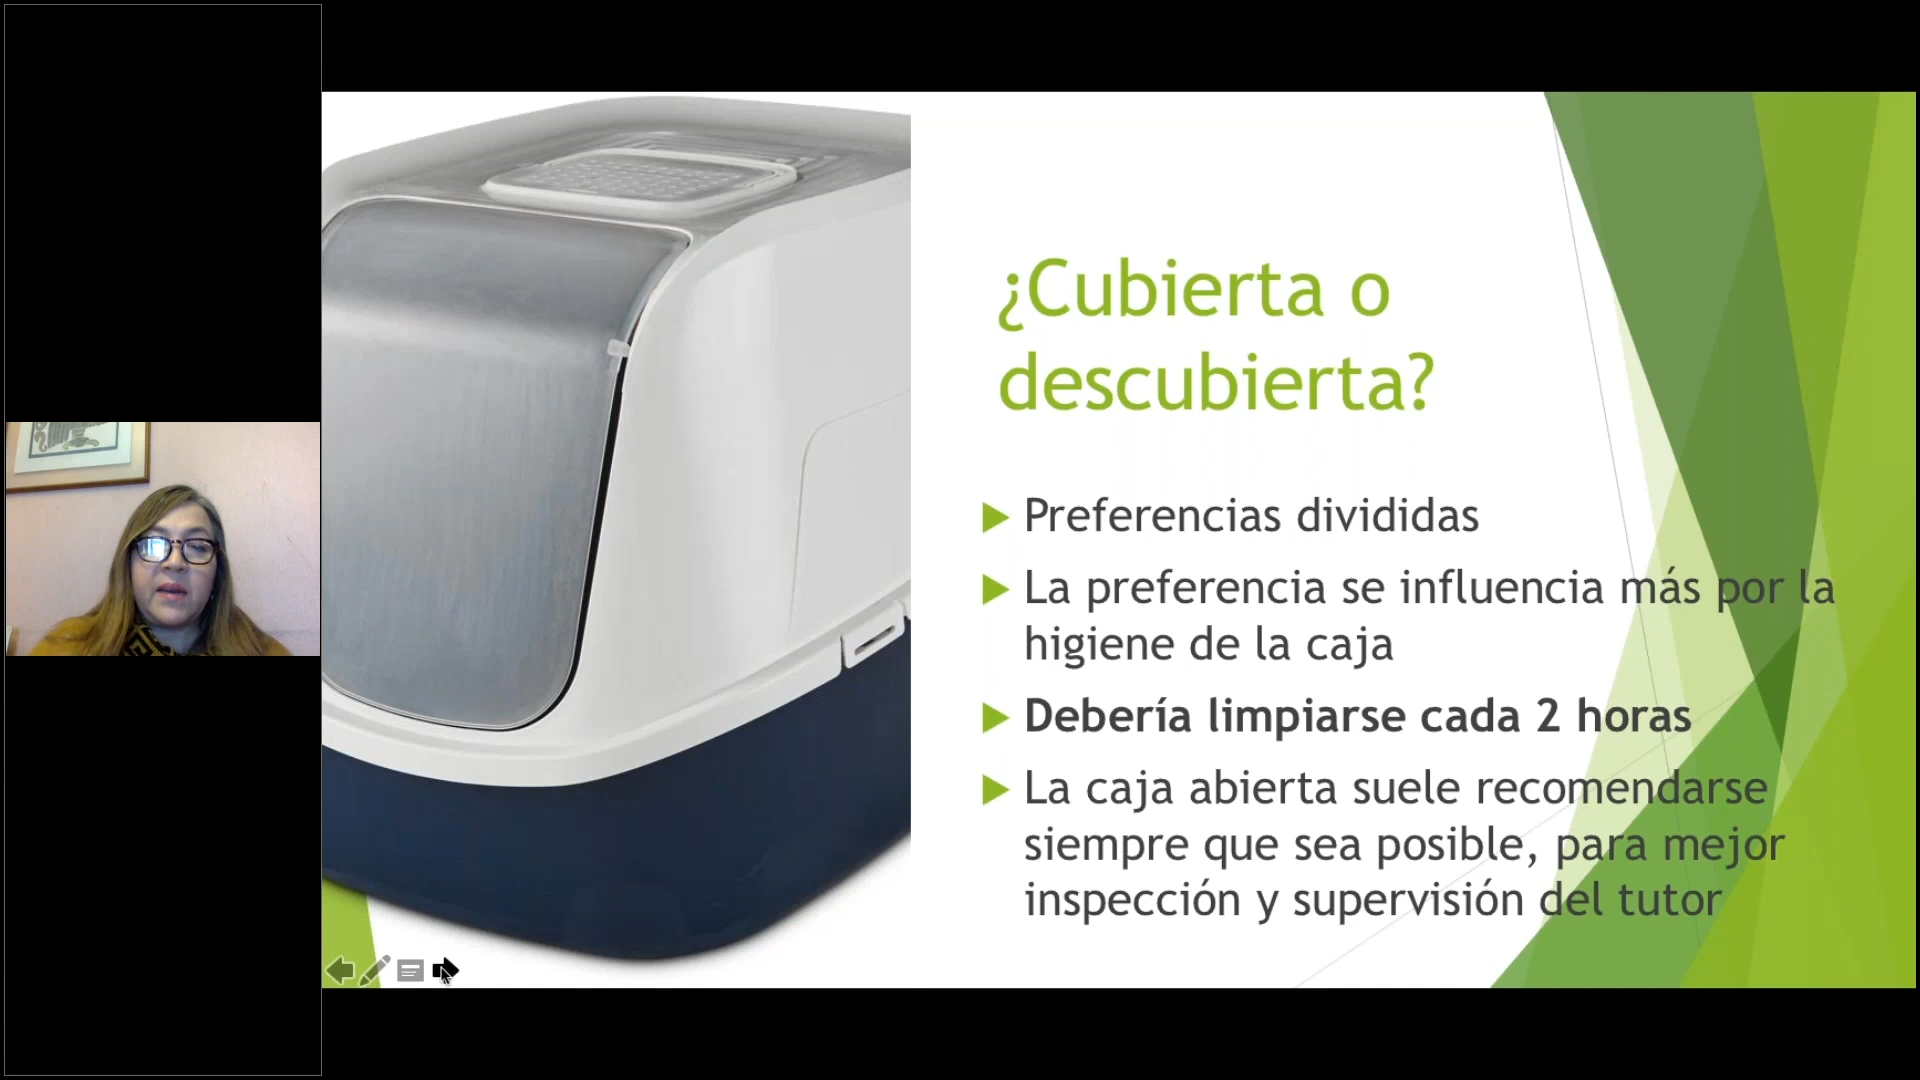 ¿Cubierta o
descubierta?
Preferencias divididas
La preferencia se influencia más por la
higiene de la caja
Debería limpiarse cada 2 horas
La caja abierta suele recomendarse
siempre que sea posible, para mejor
inspección y supervisión del tutor